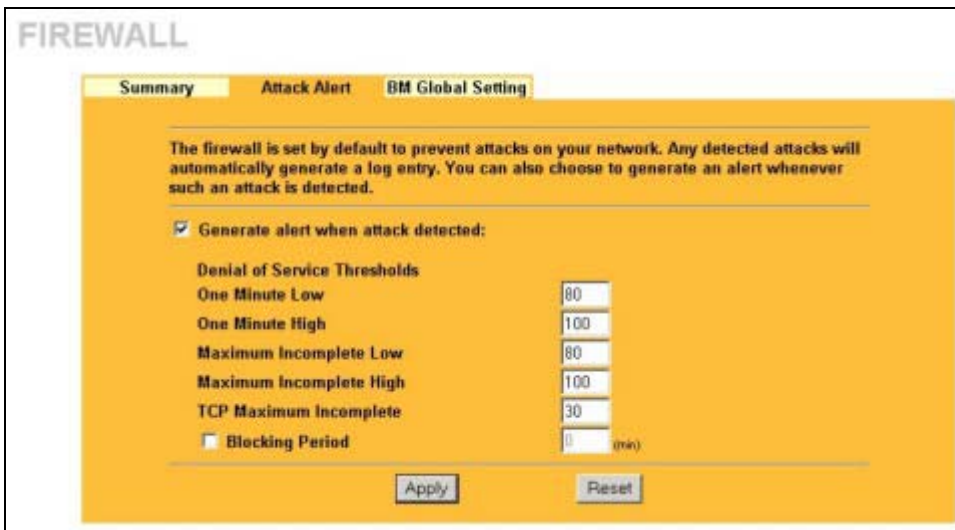 FIREWALL
Summary Attack Alert BM Global Setting
The firewall is set by default to prevent attacks on your network. Any detected attacks will
automatically generate a log entry. You can also choose to generate an alert whenever
such an attack is detected.
Generate alert when attack detected:
Denial of Service Thresholds
One Minute Low 80
One Minute High 100
Maximum Incomplete Low 80
Maximum Incomplete High 100
TCP Maximum Incomplete 30
Blocking Period 0 (min)
Apply Reset